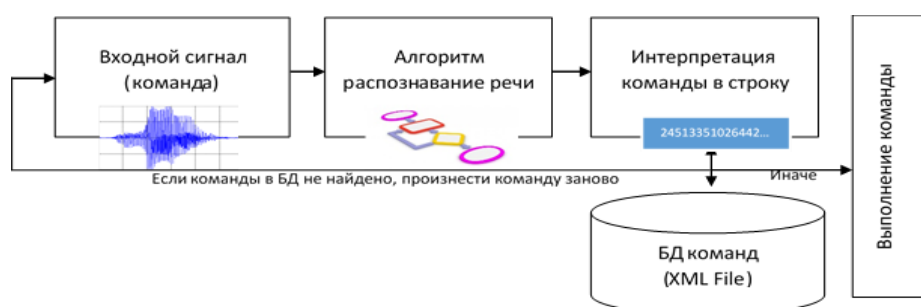 Входной сигнал
(команда)
Алгоритм
распознавание речи
Интерпретация
команды в строку
24513351026442...
Если команды в БД не найдено, произнести команду заново
Иначе
БД команд
(XML File)
Выполнение команды